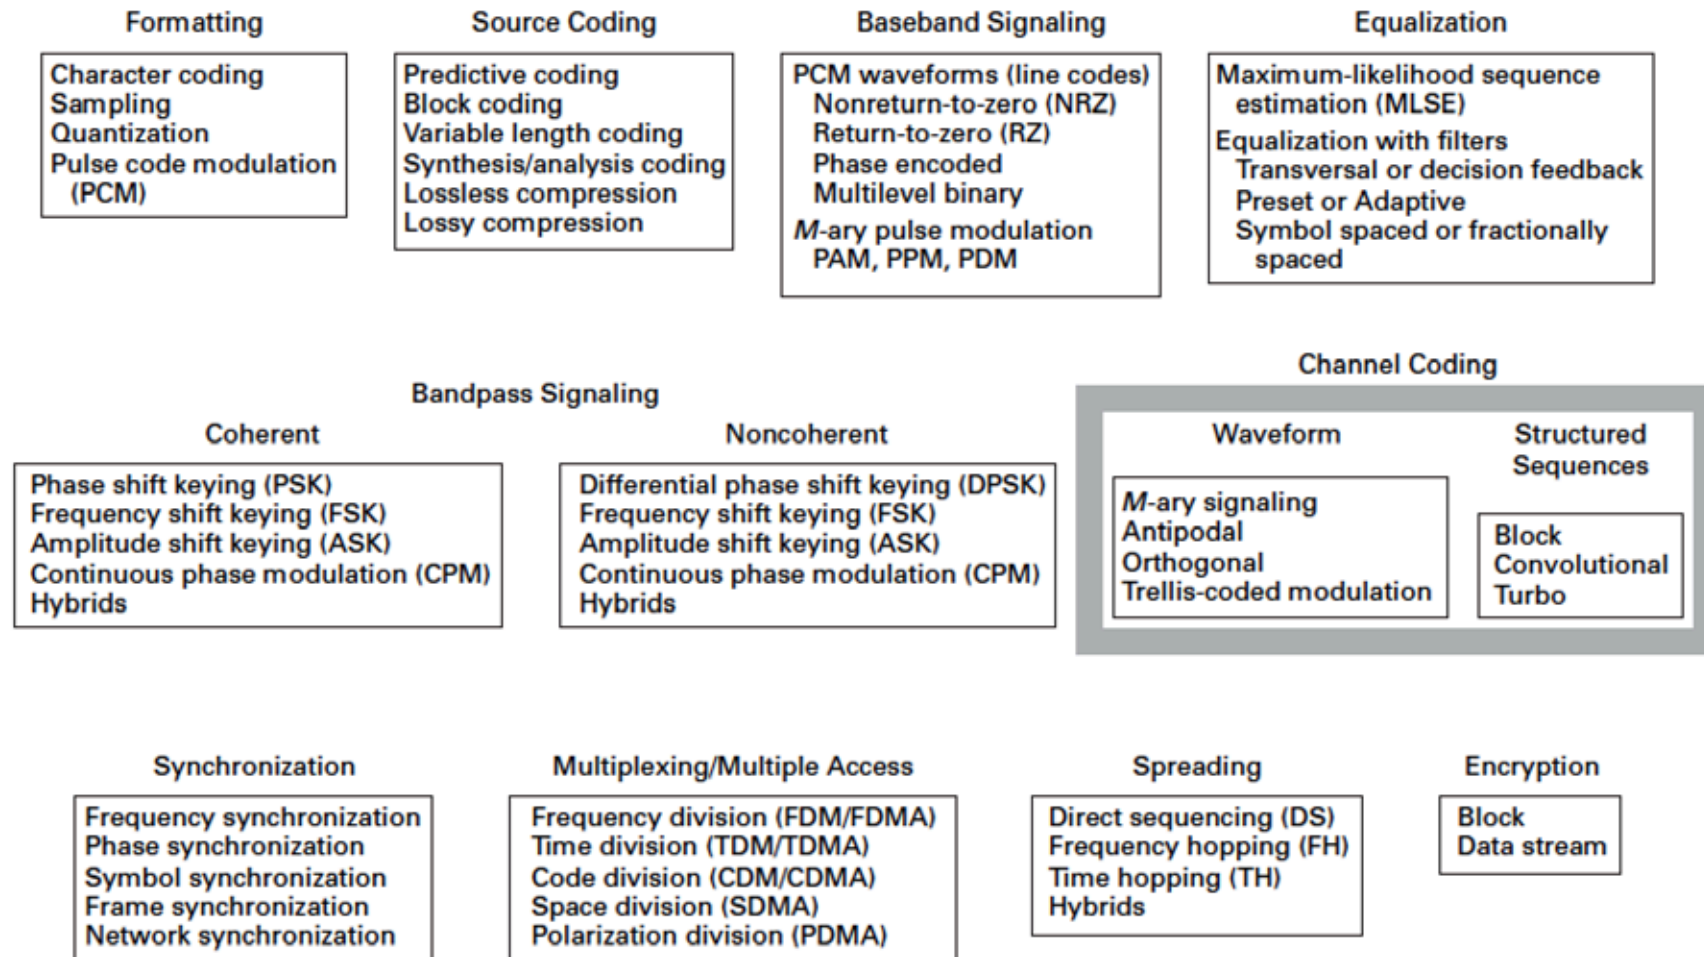 Formatting
Character coding
Sampling
Quantization
Pulse code modulation
(PCM)
Source Coding
Predictive coding
Block coding
Variable length coding
Synthesis/analysis coding
Lossless compression
Lossy compression
Baseband Signaling
PCM waveforms (line codes)
Nonreturn-to-zero (NRZ)
Return-to-zero (RZ)
Phase encoded
Multilevel binary
M-ary pulse modulation
PAM, PPM, PDM
Equalization
Maximum-likelihood sequence
estimation (MLSE)
Equalization with filters
Transversal or decision feedback
Preset or Adaptive
Symbol spaced or fractionally
spaced
Bandpass Signaling
Coherent
Phase shift keying (PSK)
Frequency shift keying (FSK)
Amplitude shift keying (ASK)
Continuous phase modulation (CPM)
Hybrids
Noncoherent
Differential phase shift keying (DPSK)
Frequency shift keying (FSK)
Amplitude shift keying (ASK)
Continuous phase modulation (CPM)
Hybrids
Channel Coding
Waveform
M-ary signaling
Antipodal
Orthogonal
Trellis-coded modulation
Structured
Sequences
Block
Convolutional
Turbo
Synchronization
Frequency synchronization
Phase synchronization
Symbol synchronization
Frame synchronization
Network synchronization
Multiplexing/Multiple Access
Frequency division (FDM/FDMA)
Time division (TDM/TDMA)
Code division (CDM/CDMA)
Space division (SDMA)
Polarization division (PDMA)
Spreading
Direct sequencing (DS)
Frequency hopping (FH)
Time hopping (TH)
Hybrids
Encryption
Block
Data stream